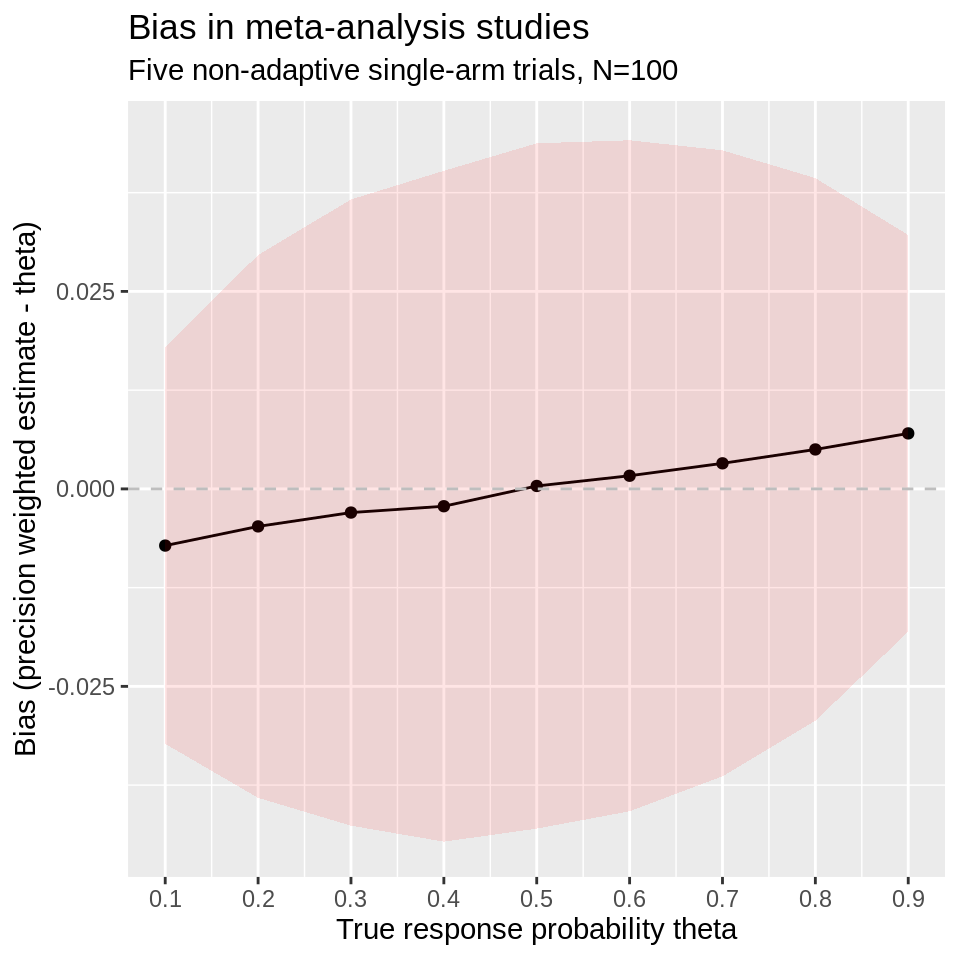 Bias in meta-analysis studies
Five non-adaptive single-arm trials, N=100
Bias (precision weighted estimate - theta)
0.025
0.000
-0.025
0.1 0.2 0.3 0.4 0.5 0.6 0.7 0.8 0.9
True response probability theta